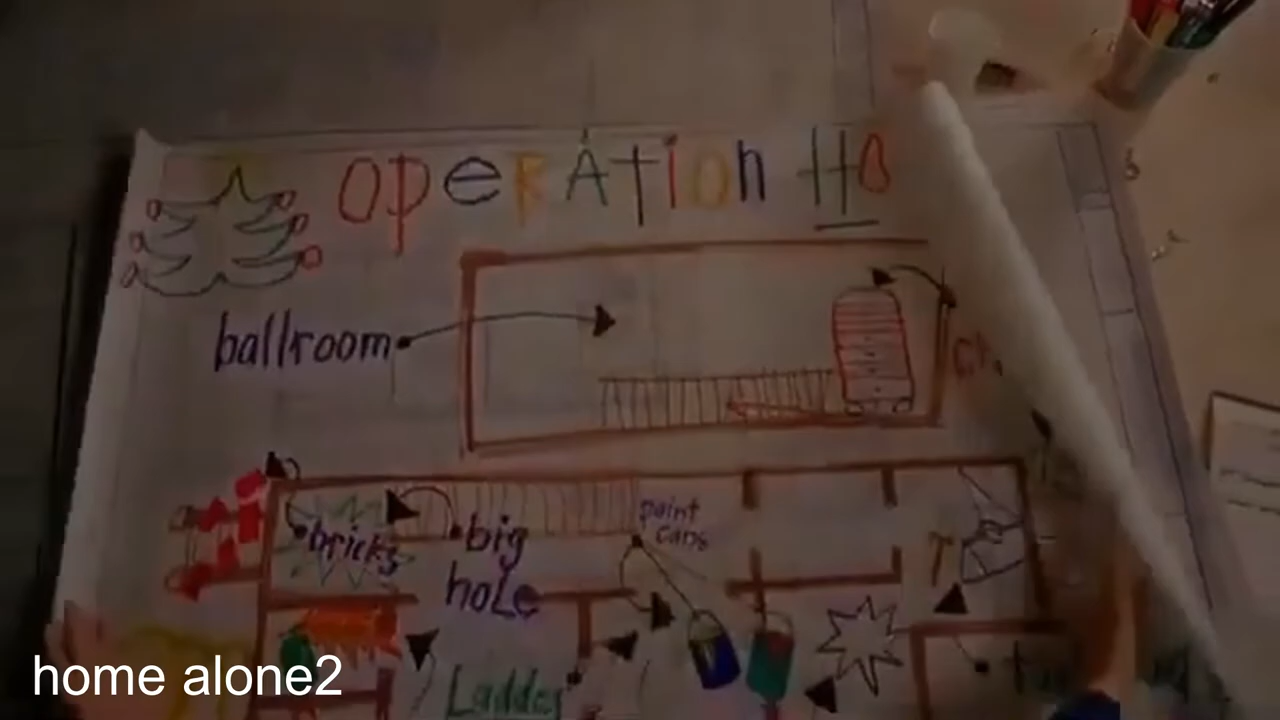 OPERATION HO
ballroom
bricks
big
hole
paint
cans
Ladder
home alone2